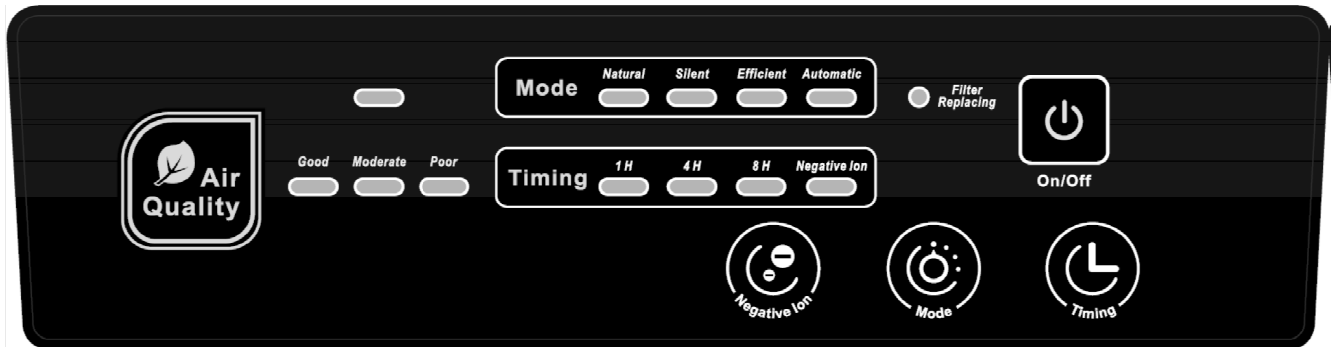 Air
Quality
Good Moderate Poor
Mode Natural Silent Efficient Automatic
Timing 1 H 4 H 8 H Negative Ion
Filter
Replacing
On/Off
Negative Ion
Mode
Timing